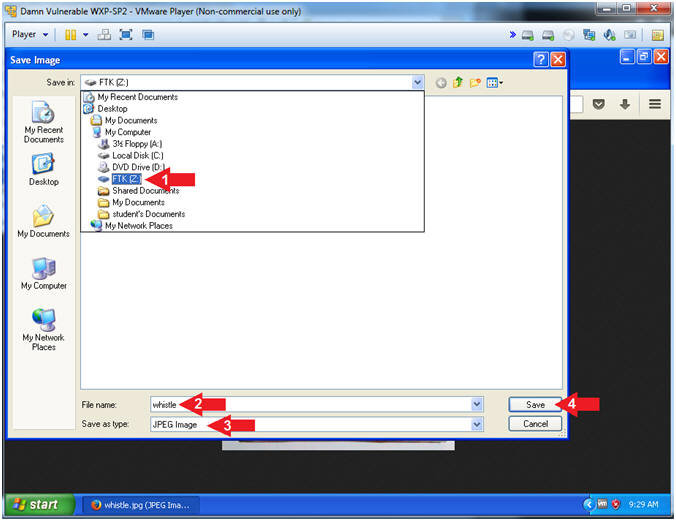 Damn Vulnerable WXP-SP2 - VMware Player (Non-commercial use only)
Player
Save Image
Save in:
FTK (Z:)
My Recent Documents
Desktop
My Documents
My Computer
3½ Floppy (A:)
Local Disk (C:)
DVD Drive (D:)
FTK (Z:)
1
Shared Documents
My Documents
student's Documents
My Network Places
My Recent
Documents
Desktop
My Documents
My Computer
My Network
Places
File name:
whistle
2
Save
4
Save as type:
JPEG Image
3
Cancel
start
whistle.jpg (JPEG Ima...
9:29 AM